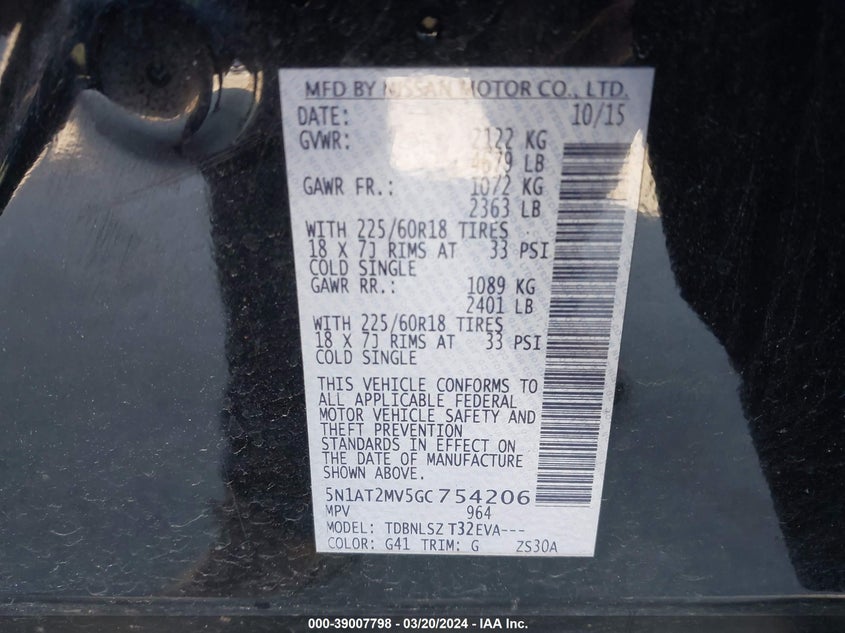 MFD BY NISSAN MOTOR CO., LTD.
DATE: 10/15
GVWR: 2122 KG
4679 LB
GAWR FR.: 1072 KG
2363 LB
WITH 225/60R18 TIRES
18 X 7J RIMS AT 33 PSI
COLD SINGLE
GAWR RR.: 1089 KG
2401 LB
WITH 225/60R18 TIRES
18 X 7J RIMS AT 33 PSI
COLD SINGLE
THIS VEHICLE CONFORMS TO
ALL APPLICABLE FEDERAL
MOTOR VEHICLE SAFETY AND
THEFT PREVENTION
STANDARDS IN EFFECT ON
THE DATE OF MANUFACTURE
SHOWN ABOVE.
5N1AT2MV5GC754206
MPV 964
MODEL: TDBNLSZ T32EVA---
COLOR: G41 TRIM: G ZS30A
000-39007798 - 03/20/2024 - IAA Inc.